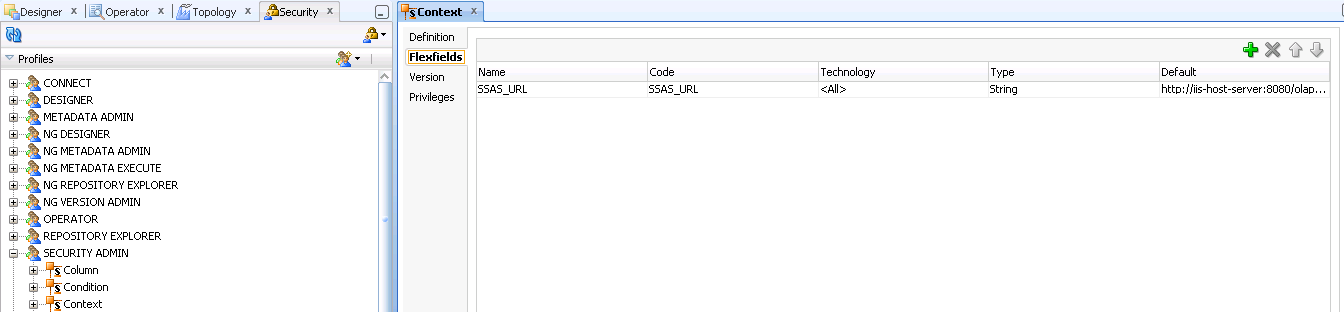 Designer Operator Topology Security
Profiles
CONNECT
DESIGNER
METADATA ADMIN
NG DESIGNER
NG METADATA ADMIN
NG METADATA EXECUTE
NG REPOSITORY EXPLORER
NG VERSION ADMIN
OPERATOR
REPOSITORY EXPLORER
SECURITY ADMIN
Column
Condition
Context
Context
Definition
Flexfields
Version
Privileges
Name Code Technology Type Default
SSAS_URL SSAS_URL <All> String http://iis-host-server:8080/olap...